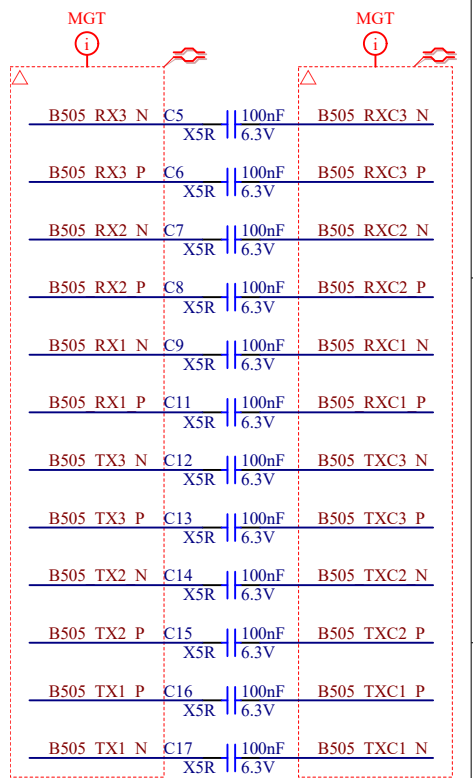 MGT MGT
i i
B505_RX3_N C5 100nF B505_RXC3_N
X5R 6.3V
B505_RX3_P C6 100nF B505_RXC3_P
X5R 6.3V
B505_RX2_N C7 100nF B505_RXC2_N
X5R 6.3V
B505_RX2_P C8 100nF B505_RXC2_P
X5R 6.3V
B505_RX1_N C9 100nF B505_RXC1_N
X5R 6.3V
B505_RX1_P C11 100nF B505_RXC1_P
X5R 6.3V
B505_TX3_N C12 100nF B505_TXC3_N
X5R 6.3V
B505_TX3_P C13 100nF B505_TXC3_P
X5R 6.3V
B505_TX2_N C14 100nF B505_TXC2_N
X5R 6.3V
B505_TX2_P C15 100nF B505_TXC2_P
X5R 6.3V
B505_TX1_P C16 100nF B505_TXC1_P
X5R 6.3V
B505_TX1_N C17 100nF B505_TXC1_N
X5R 6.3V